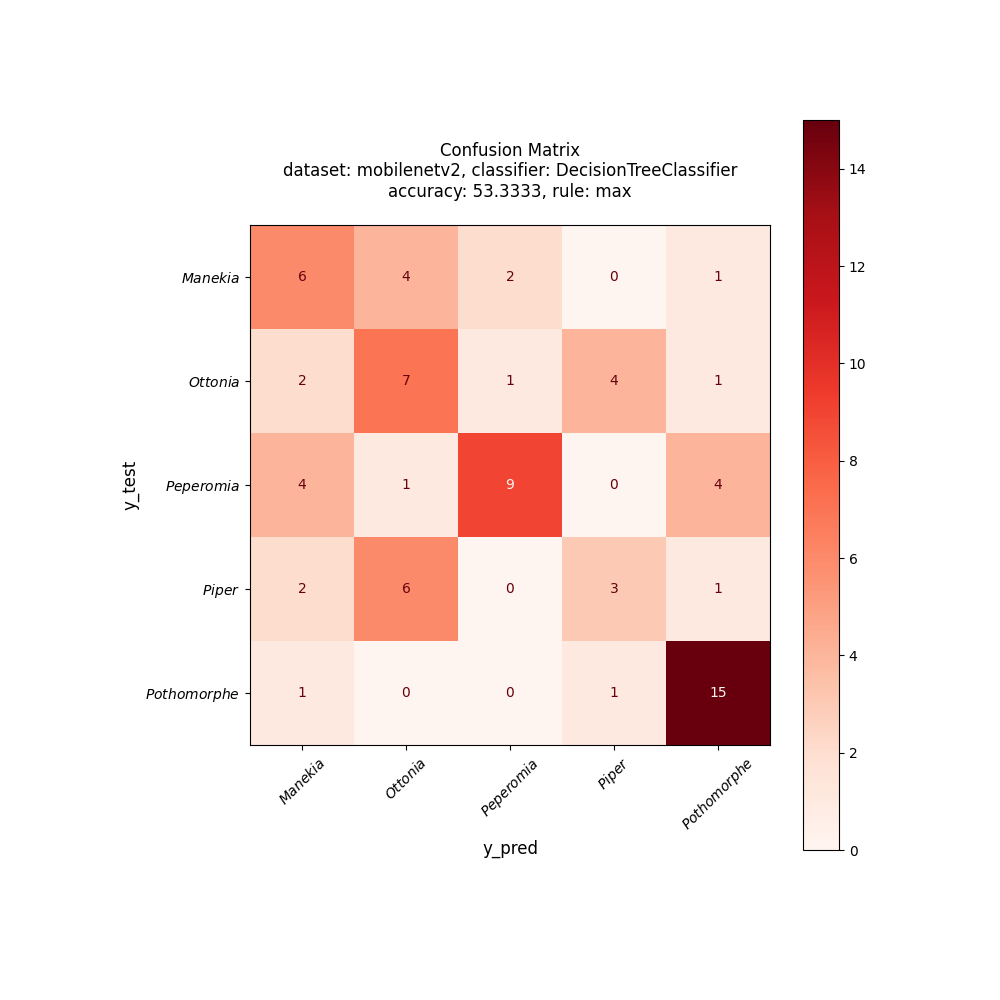 Confusion Matrix
dataset: mobilenetv2, classifier: DecisionTreeClassifier
accuracy: 53.3333, rule: max
Manekia 6 4 2 0 1
Ottonia 2 7 1 4 1
Peperomia 4 1 9 0 4
Piper 2 6 0 3 1
Pothomorphe 1 0 0 1 15
Manekia Ottonia Peperomia Piper Pothomorphe
y_pred
y_test
14
12
10
8
6
4
2
0